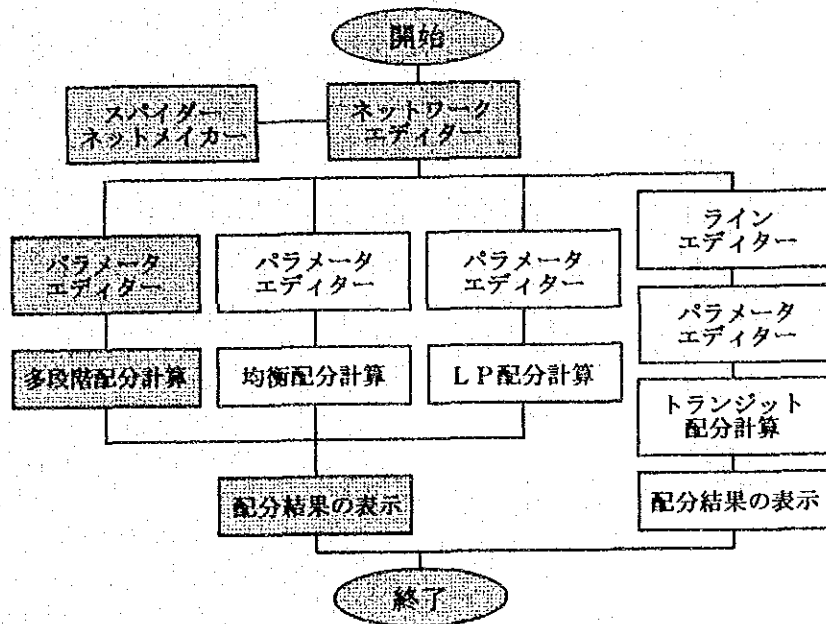 開始
スパイダー
ネットメイカー
ネットワーク
エディター
パラメータ
エディター
パラメータ
エディター
パラメータ
エディター
ライン
エディター
パラメータ
エディター
多段階配分計算
均衡配分計算
LP配分計算
トランジット
配分計算
配分結果の表示
配分結果の表示
終了